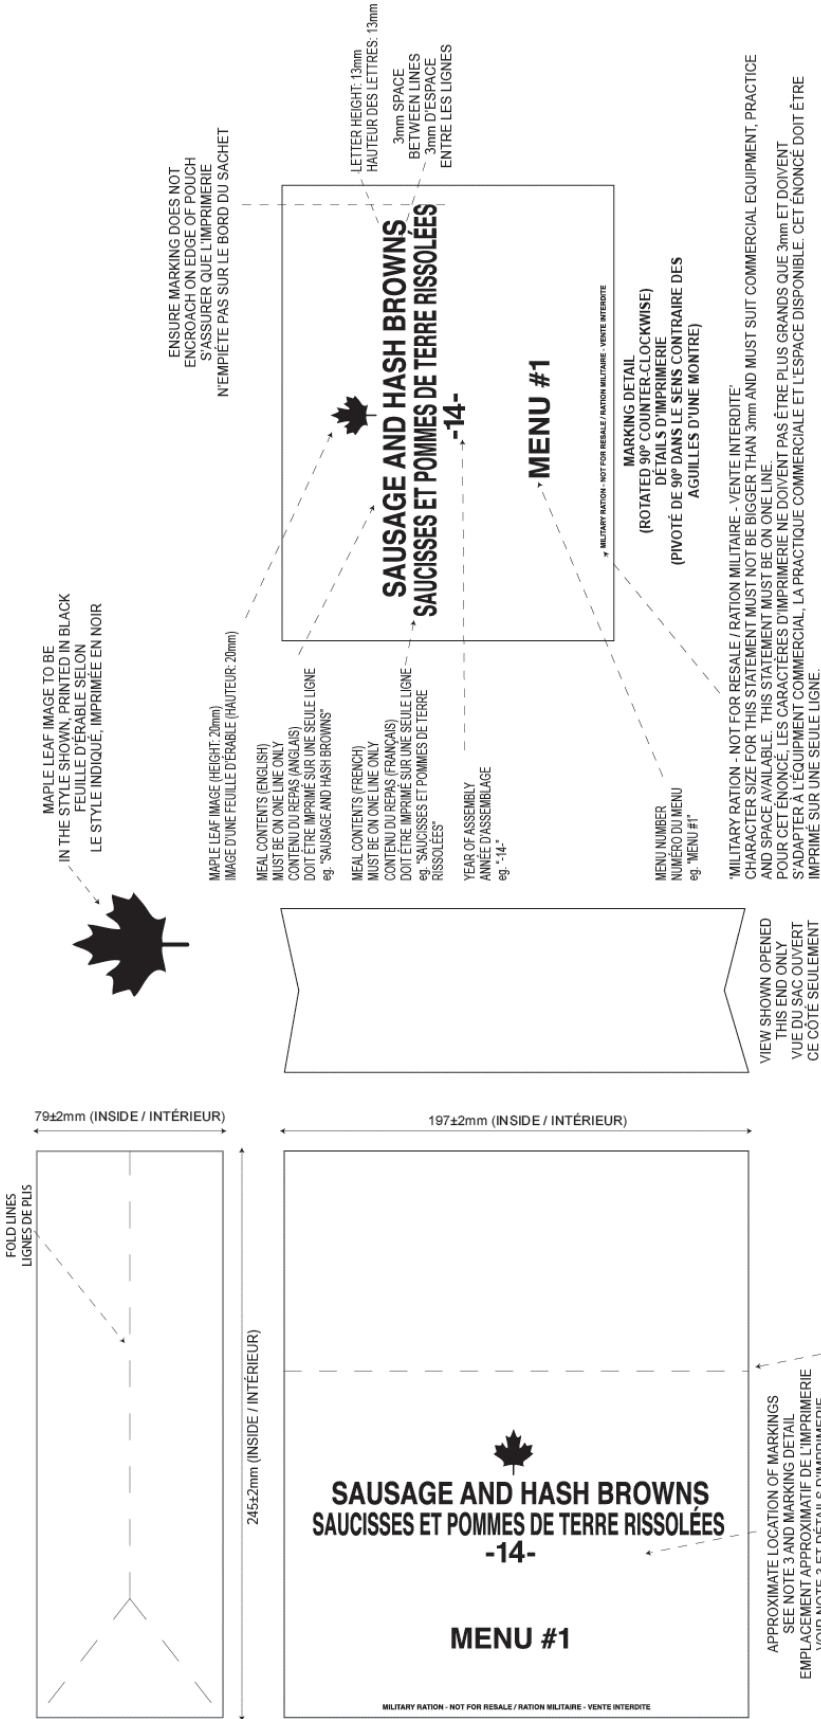 MAPLE LEAF IMAGE TO BE
IN THE STYLE SHOWN, PRINTED IN BLACK
FEUILLE D'ÉRABLE SELON
LE STYLE INDIQUÉ, IMPRIMÉE EN NOIR
ENSURE MARKING DOES NOT
ENCROACH ON EDGE OF POUCH
S'ASSURER QUE L'IMPRIMERIE
N'EMPIÈTE PAS SUR LE BORD DU SACHET
LETTER HEIGHT: 13mm
HAUTEUR DES LETTRES: 13mm
3mm SPACE
BETWEEN LINES
3mm D'ESPACE
ENTRE LES LIGNES
MAPLE LEAF IMAGE (HEIGHT: 20mm)
IMAGE D'UNE FEUILLE D'ÉRABLE (HAUTEUR: 20mm)
MEAL CONTENTS (ENGLISH)
MUST BE ON ONE LINE ONLY
CONTENU DU REPAS (ANGLAIS)
DOIT ÉTRE IMPRIMÉ SUR UNE SEULE LIGNE
eg. "SAUSAGE AND HASH BROWNS"
MEAL CONTENTS (FRENCH)
MUST BE ON ONE LINE ONLY
CONTENU DU REPAS (FRANÇAIS)
DOIT ÉTRE IMPRIMÉ SUR UNE SEULE LIGNE
eg. "SAUCISSES ET POMMES DE TERRE
RISSOLÉES"
YEAR OF ASSEMBLY
ANNÉE D'ASSEMBLAGE
eg. "-14-"
MENU NUMBER
NUMÉRO DU MENU
eg. "MENU #1"
SAUSAGE AND HASH BROWNS
SAUCISSES ET POMMES DE TERRE RISSOLÉES
-14-
MENU #1
MILITARY RATION - NOT FOR RESALE / RATION MILITAIRE - VENTE INTERDITE
MARKING DETAIL
(ROTATED 90º COUNTER-CLOCKWISE)
DÉTAILS D'IMPRIMERIE
(PIVOTÉ DE 90º DANS LE SENS CONTRAIRE DES
AGUILLES D'UNE MONTRE)
"MILITARY RATION - NOT FOR RESALE / RATION MILITAIRE - VENTE INTERDITE"
CHARACTER SIZE FOR THIS STATEMENT MUST NOT BE BIGGER THAN 3mm AND MUST SUIT COMMERCIAL EQUIPMENT, PRACTICE
AND SPACE AVAILABLE. THIS STATEMENT MUST BE ON ONE LINE.
POUR CET ÉNONCÉ, LES CARACTÈRES D'IMPRIMERIE NE DOIVENT PAS ÊTRE PLUS GRANDS QUE 3mm ET DOIVENT
S'ADAPTER À L'ÉQUIPMENT COMMERCIAL, LA PRACTIQUE COMMERCIALE ET L'ESPACE DISPONIBLE. CET ÉNONCÉ DOIT ÊTRE
IMPRIMÉ SUR UNE SEULE LIGNE.
VIEW SHOWN OPENED
THIS END ONLY
VUE DU SAC OUVERT
CE CÔTÉ SEULEMENT
79±2mm (INSIDE / INTÉRIEUR)
197±2mm (INSIDE / INTÉRIEUR)
FOLD LINES
LIGNES DE PLIS
245±2mm (INSIDE / INTÉRIEUR)
SAUSAGE AND HASH BROWNS
SAUCISSES ET POMMES DE TERRE RISSOLÉES
-14-
MENU #1
MILITARY RATION - NOT FOR RESALE / RATION MILITAIRE - VENTE INTERDITE
APPROXIMATE LOCATION OF MARKINGS
SEE NOTE 3 AND MARKING DETAIL
EMPLACEMENT APPROXIMATIF DE L'IMPRIMERIE
VOIR NOTE 3 ET DÉTAILS D'IMPRIMERIE